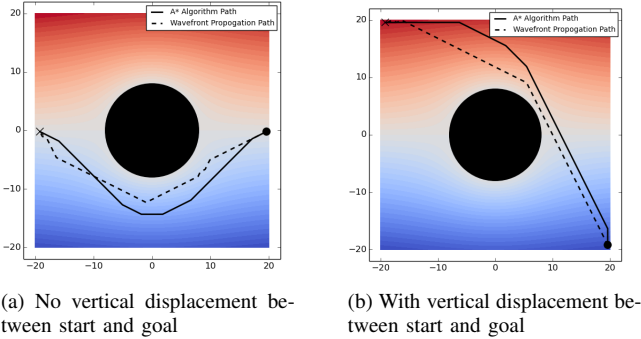 A* Algorithm Path
Wavefront Propogation Path
20
10
0
−10
−20
−20
−10
0
10
20
(a) No vertical displacement be-
tween start and goal
A* Algorithm Path
Wavefront Propogation Path
20
10
0
−10
−20
−20
−10
0
10
20
(b) With vertical displacement be-
tween start and goal